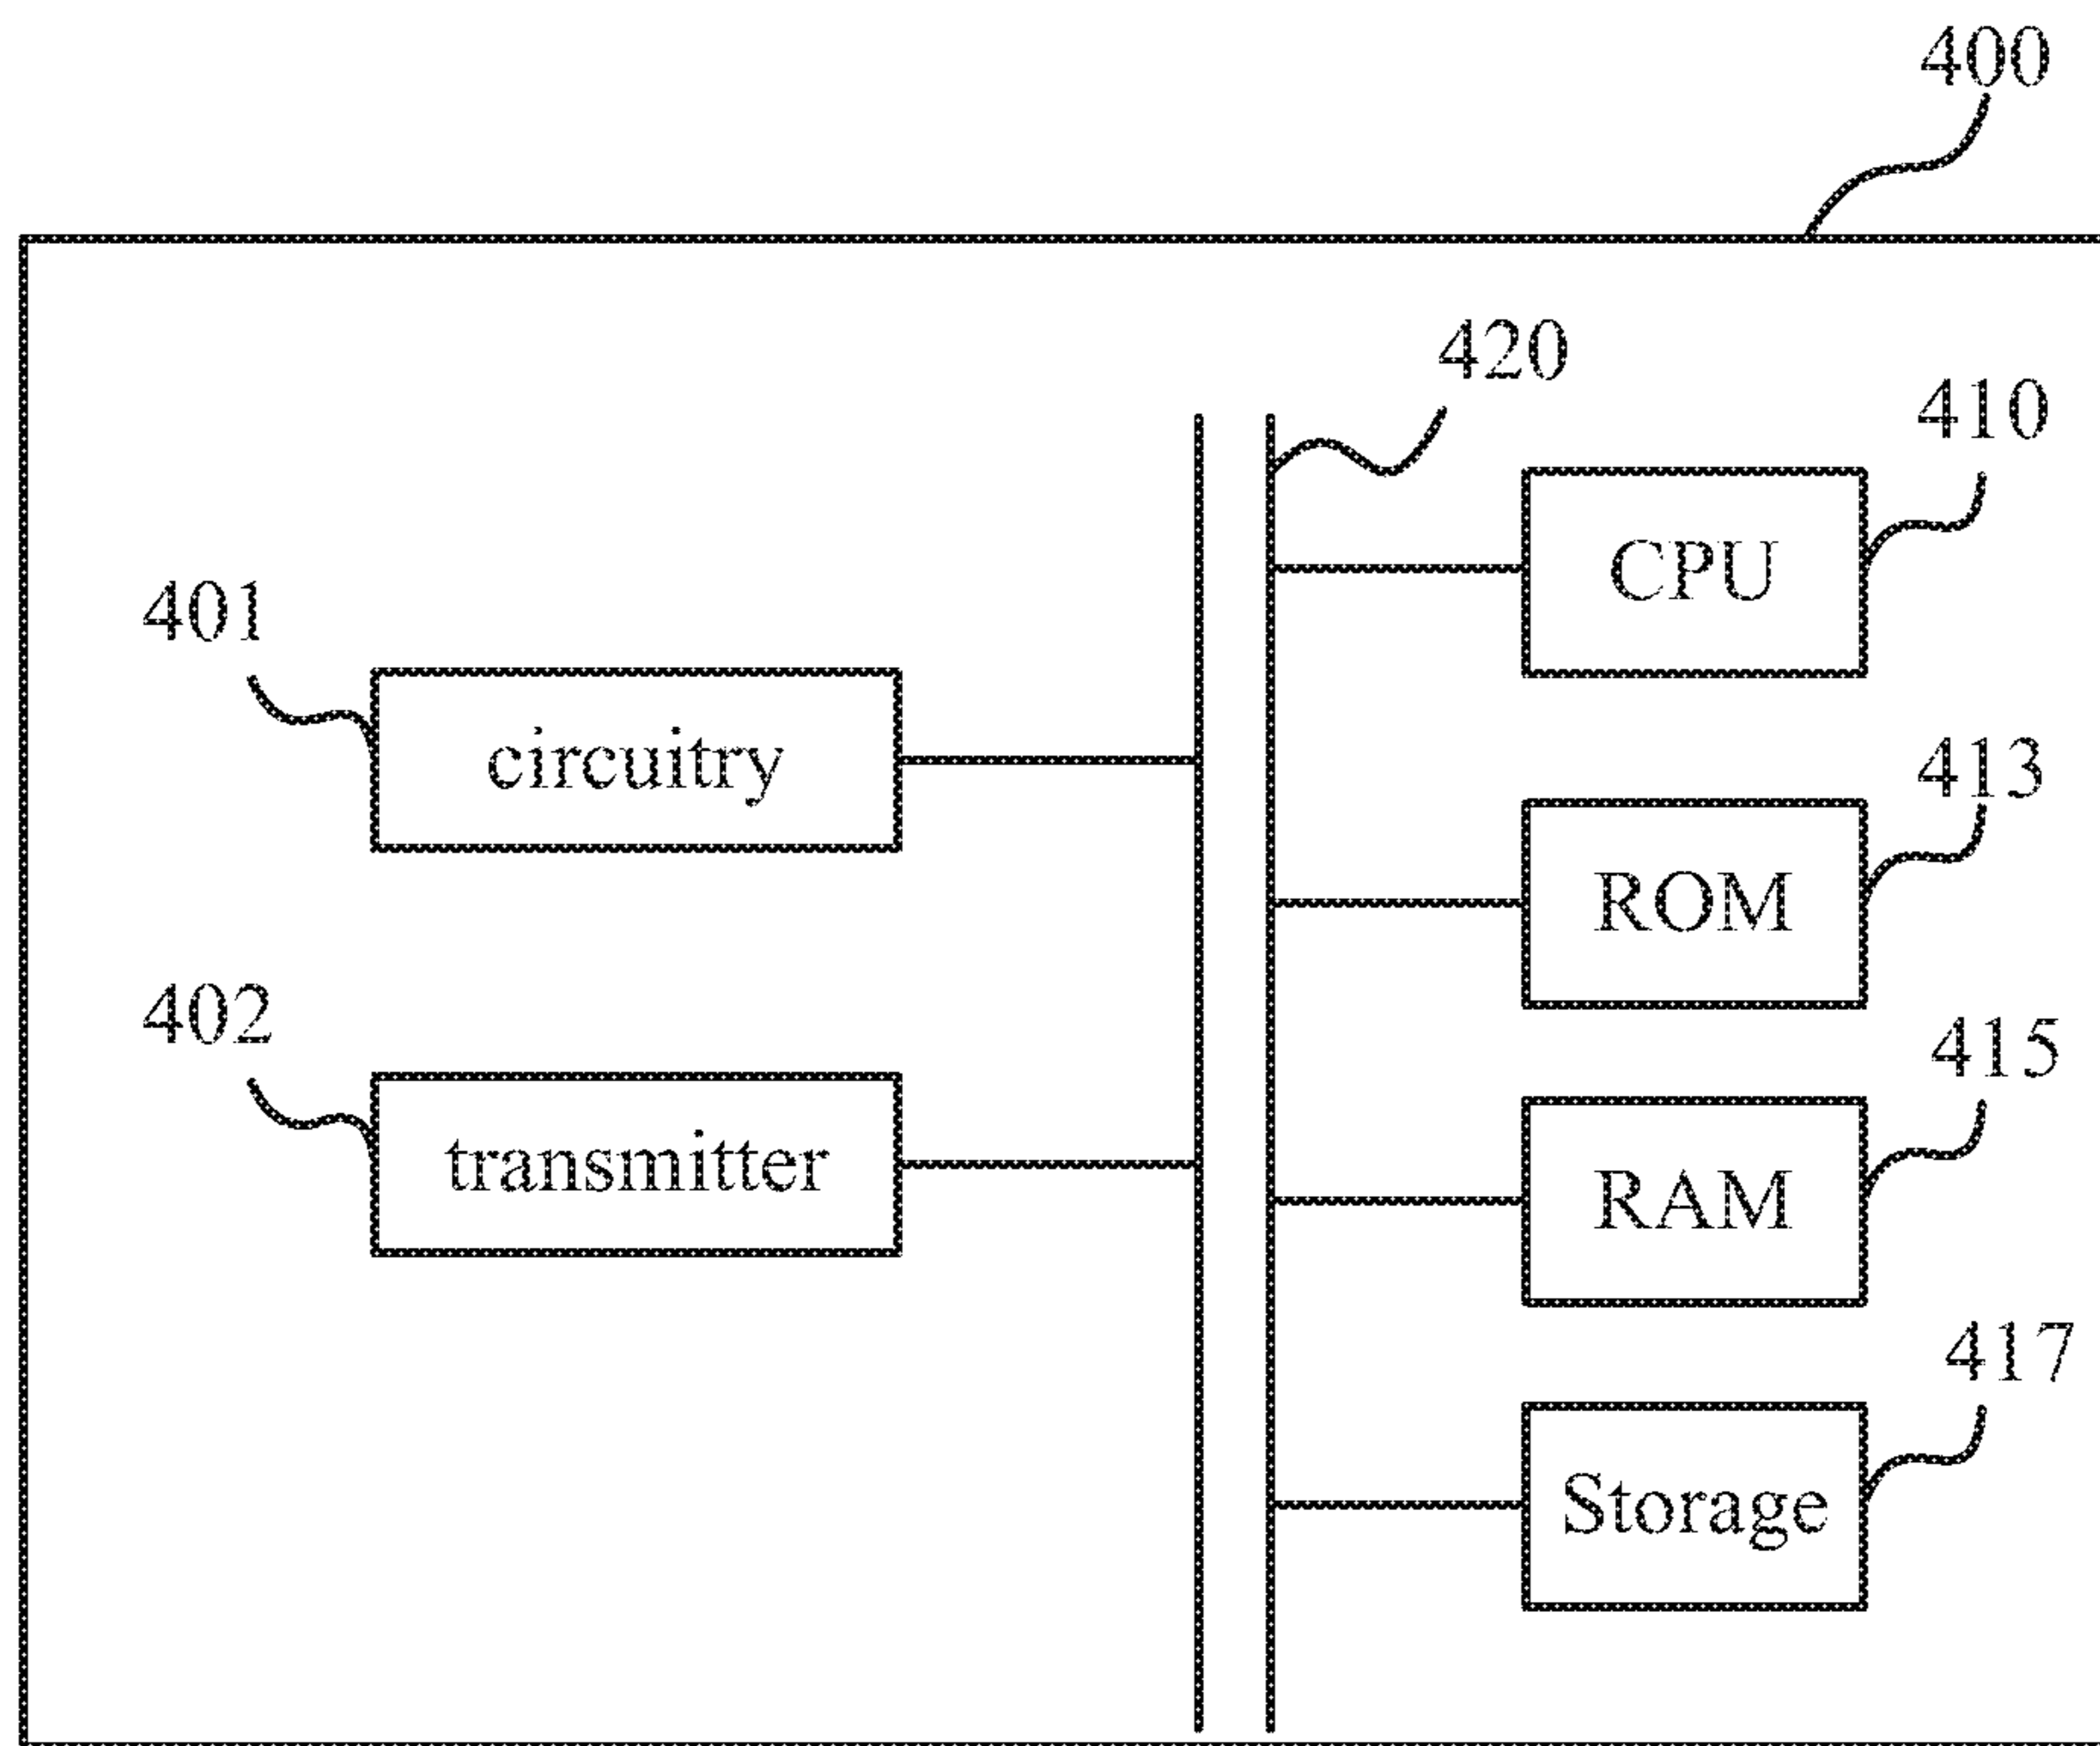 400
420
410
CPU
401
circuitry
413
ROM
402
transmitter
415
RAM
417
Storage